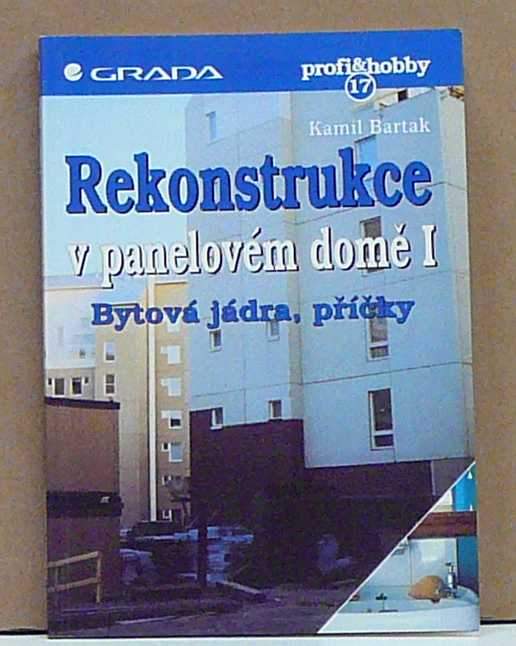 GRADA
profi&hobby
17
Kamil Bartak
Rekonstrukce
v panelovém domě I
Bytová jádra, příčky